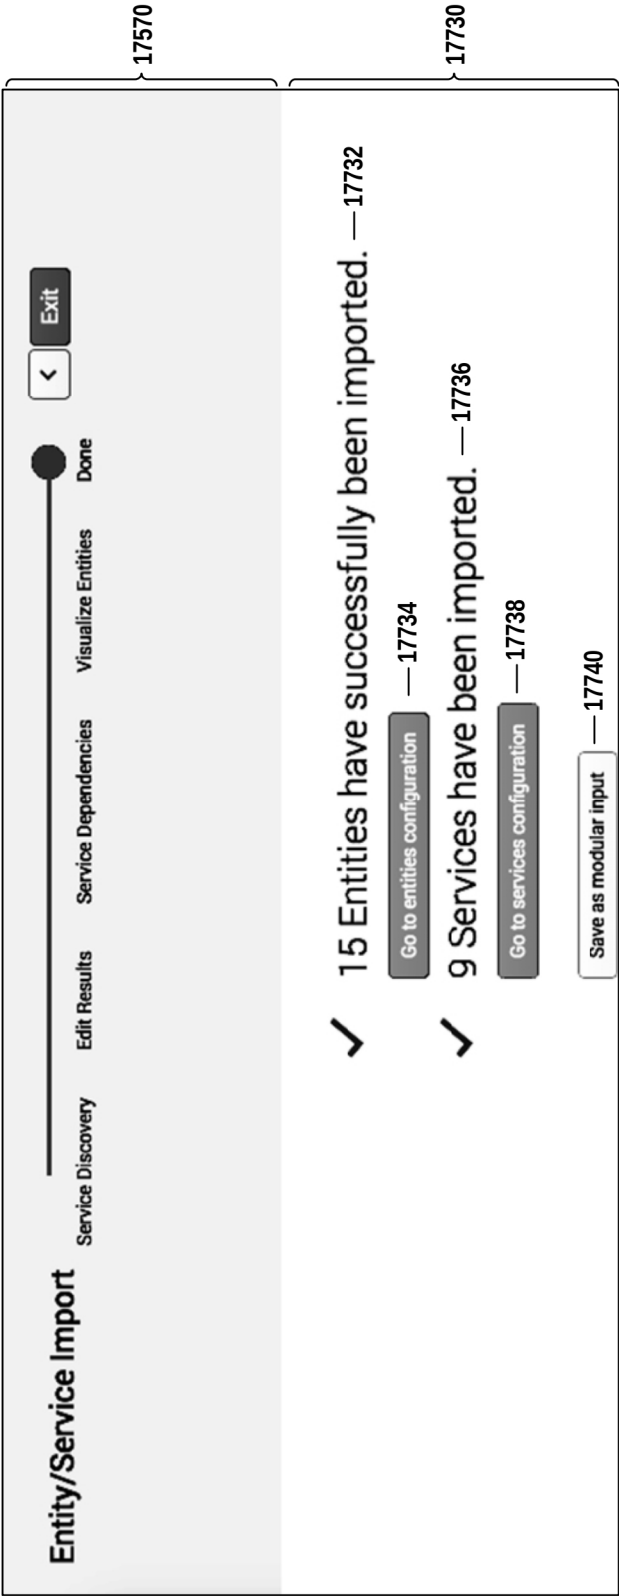 17570
Entity/Service Import
< Exit
Service Discovery Edit Results Service Dependencies Visualize Entities Done
17730
15 Entities have successfully been imported. 17732
Go to entities configuration 17734
9 Services have been imported. 17736
Go to services configuration 17738
Save as modular input 17740